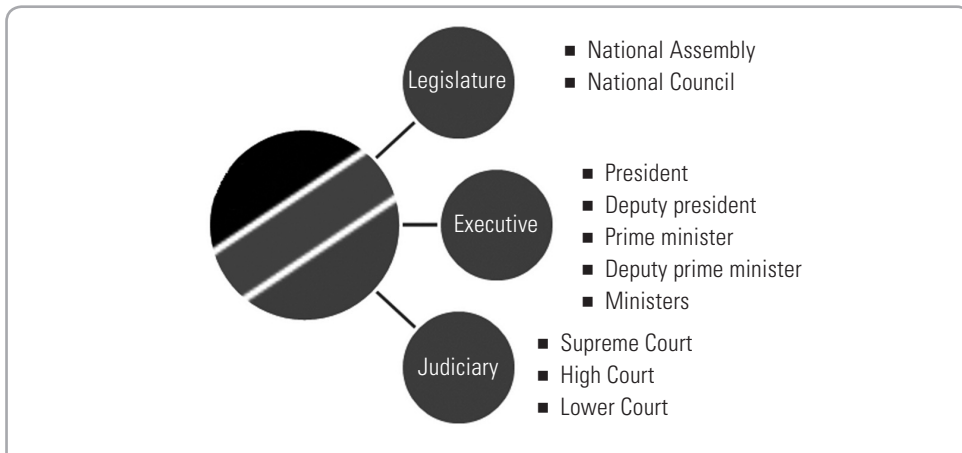 Legislature
■ National Assembly
■ National Council
Executive
■ President
■ Deputy president
■ Prime minister
■ Deputy prime minister
■ Ministers
Judiciary
■ Supreme Court
■ High Court
■ Lower Court